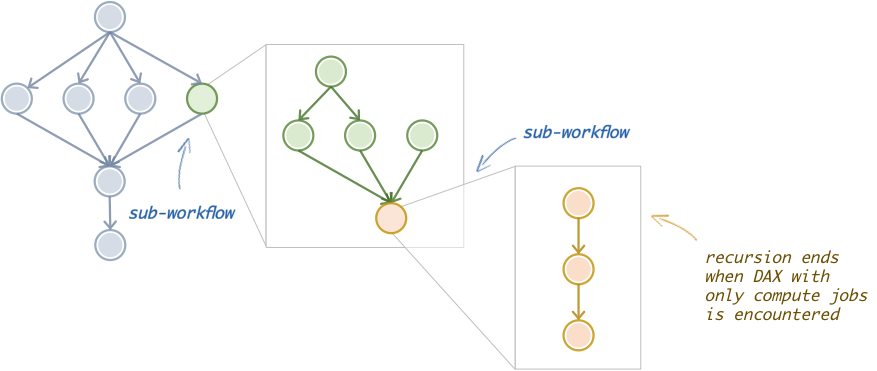 sub-workflow
sub-workflow
recursion ends
when DAX with
only compute jobs
is encountered